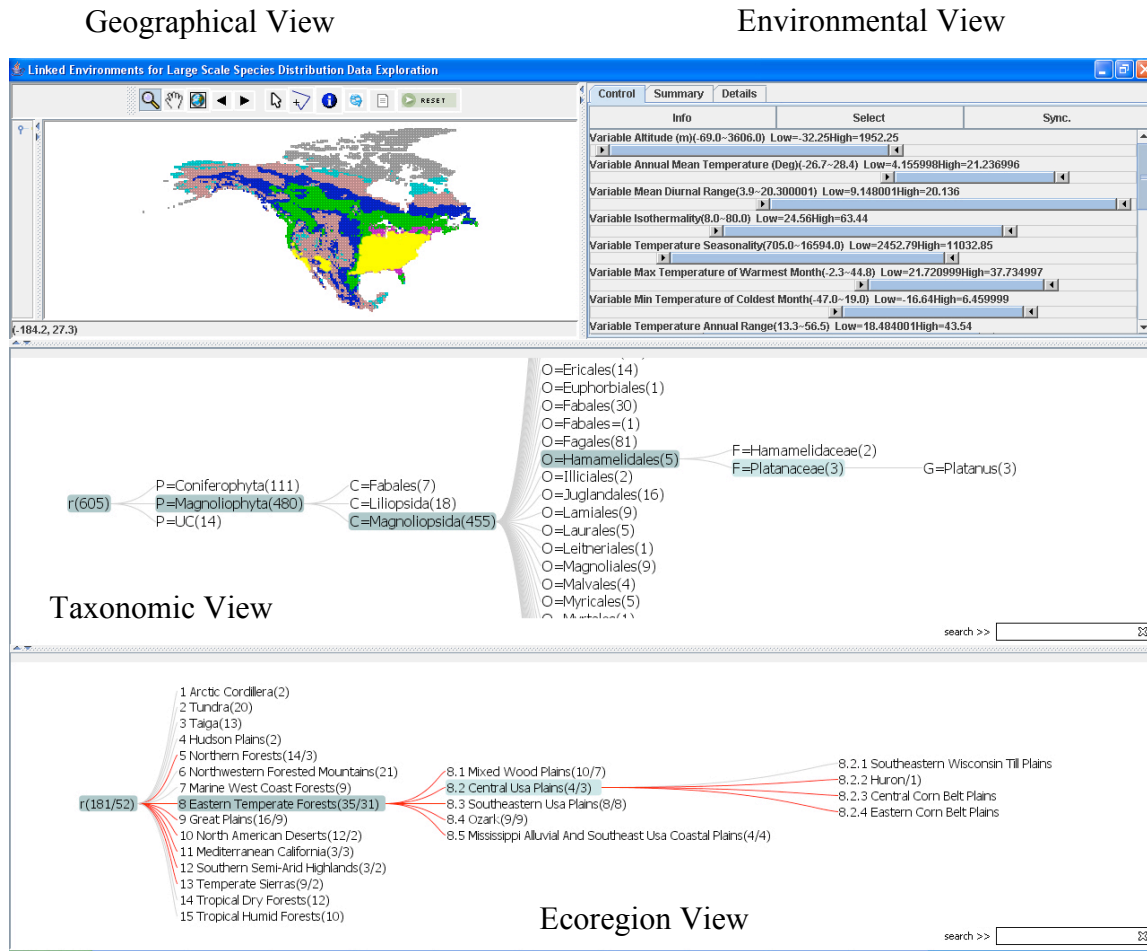 Geographical View
Environmental View
Linked Environments for Large Scale Species Distribution Data Exploration
RESET
(-184.2, 27.3)
Control Summary Details
Info Select Sync.
Variable Altitude (m)(-69.0~3606.0) Low=-32.25High=1952.25
Variable Annual Mean Temperature (Deg)(-26.7~28.4) Low=4.155998High=21.236996
Variable Mean Diurnal Range(3.9~20.300001) Low=9.148001High=20.136
Variable Isothermality(8.0~80.0) Low=24.56High=63.44
Variable Temperature Seasonality(705.0~16594.0) Low=2452.79High=11032.85
Variable Max Temperature of Warmest Month(-2.3~44.8) Low=21.720999High=37.734997
Variable Min Temperature of Coldest Month(-47.0~19.0) Low=-16.64High=6.459999
Variable Temperature Annual Range(13.3~56.5) Low=18.484001High=43.54
r(605)
P=Coniferophyta(111)
P=Magnoliophyta(480)
P=UC(14)
C=Fabales(7)
C=Liliopsida(18)
C=Magnoliopsida(455)
O=Ericales(14)
O=Euphorbiales(1)
O=Fabales(30)
O=Fabales=(1)
O=Fagales(81)
O=Hamamelidales(5)
O=Illiciales(2)
O=Juglandales(16)
O=Lamiales(9)
O=Laurales(5)
O=Leitneriales(1)
O=Magnoliales(9)
O=Malvales(4)
O=Myricales(5)
O=Myrtales(1)
F=Hamamelidaceae(2)
F=Platanaceae(3)
G=Platanus(3)
Taxonomic View
search >>
r(181/52)
1 Arctic Cordillera(2)
2 Tundra(20)
3 Taiga(13)
4 Hudson Plains(2)
5 Northern Forests(14/3)
6 Northwestern Forested Mountains(21)
7 Marine West Coast Forests(9)
8 Eastern Temperate Forests(35/31)
9 Great Plains(16/9)
10 North American Deserts(12/2)
11 Mediterranean California(3/3)
12 Southern Semi-Arid Highlands(3/2)
13 Temperate Sierras(9/2)
14 Tropical Dry Forests(12)
15 Tropical Humid Forests(10)
8.1 Mixed Wood Plains(10/7)
8.2 Central Usa Plains(4/3)
8.3 Southeastern Usa Plains(8/8)
8.4 Ozark(9/9)
8.5 Mississippi Alluvial And Southeast Usa Coastal Plains(4/4)
8.2.1 Southeastern Wisconsin Till Plains
8.2.2 Huron/1)
8.2.3 Central Corn Belt Plains
8.2.4 Eastern Corn Belt Plains
Ecoregion View
search >>